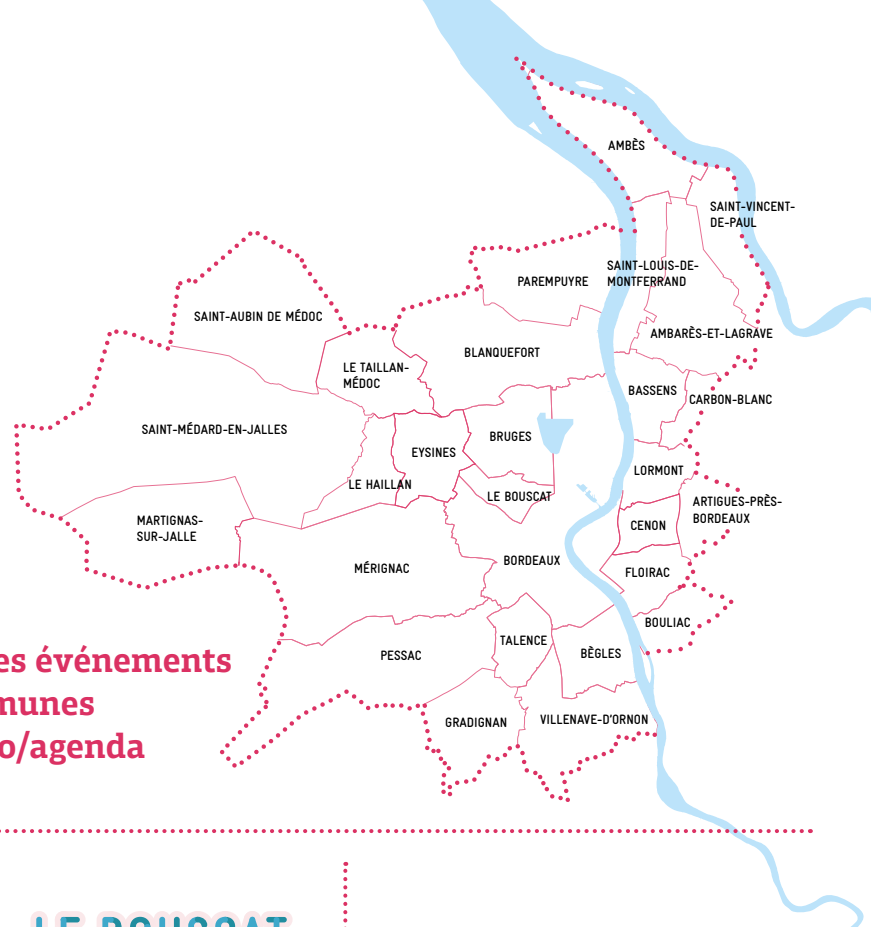 AMBÈS
SAINT-VINCENT-
DE-PAUL
SAINT-LOUIS-DE-
MONTFERRAND
PAREMPUYRE
SAINT-AUBIN DE MÉDOC
AMBARÈS-ET-LAGRAVE
BLANQUEFORT
LE TAILLAN-
MÉDOC
BASSENS
CARBON-BLANC
SAINT-MÉDARD-EN-JALLES
BRUGES
EYSINES
LORMONT
LE HAILLAN
LE BOUSCAT
ARTIGUES-PRÈS-
BORDEAUX
MARTIGNAS-
SUR-JALLE
CENON
BORDEAUX
MÉRIGNAC
FLOIRAC
BOULIAC
TALENCE
PESSAC
BÈGLES
GRADIGNAN
VILLENAVE-D'ORNON
es événements
munes
o/agenda
LE BOUSCAT